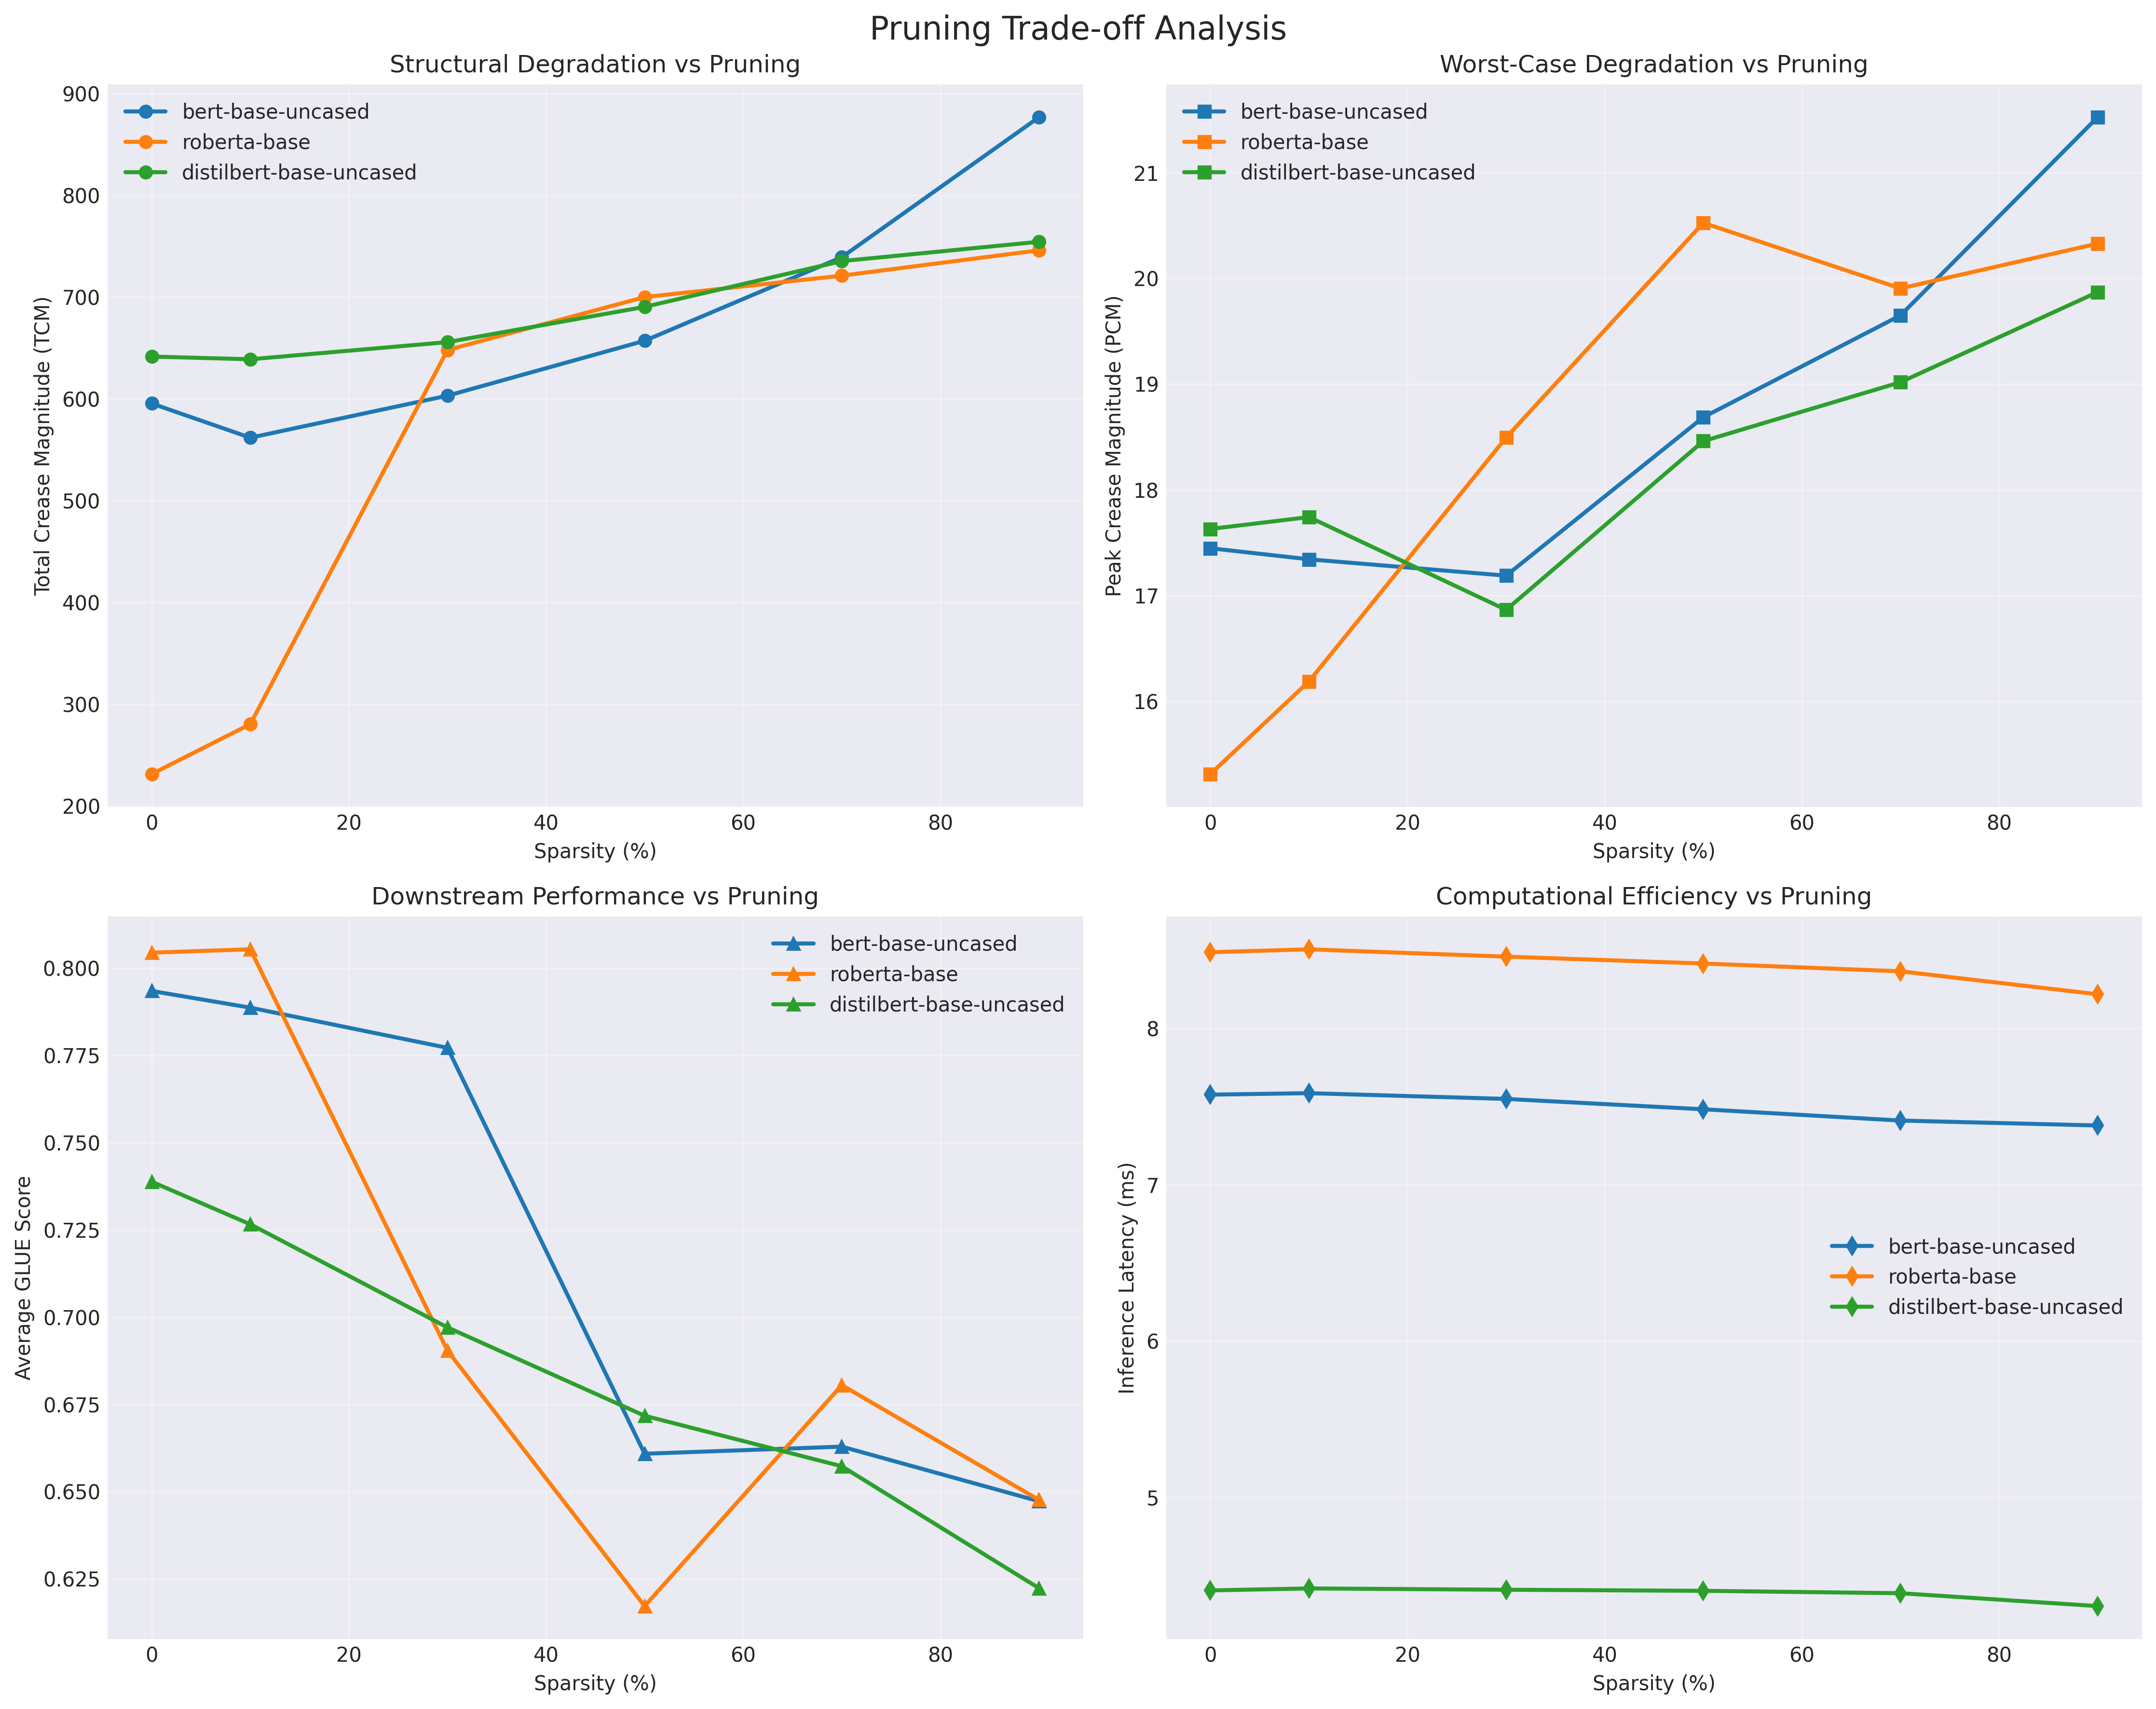 Pruning Trade-off Analysis
Structural Degradation vs Pruning
Total Crease Magnitude (TCM)
900
800
700
600
500
400
300
200
bert-base-uncased
roberta-base
distilbert-base-uncased
0 20 40 60 80
Sparsity (%)
Worst-Case Degradation vs Pruning
Peak Crease Magnitude (PCM)
21
20
19
18
17
16
bert-base-uncased
roberta-base
distilbert-base-uncased
0 20 40 60 80
Sparsity (%)
Downstream Performance vs Pruning
Average GLUE Score
0.800
0.775
0.750
0.725
0.700
0.675
0.650
0.625
bert-base-uncased
roberta-base
distilbert-base-uncased
0 20 40 60 80
Sparsity (%)
Computational Efficiency vs Pruning
Inference Latency (ms)
8
7
6
5
bert-base-uncased
roberta-base
distilbert-base-uncased
0 20 40 60 80
Sparsity (%)